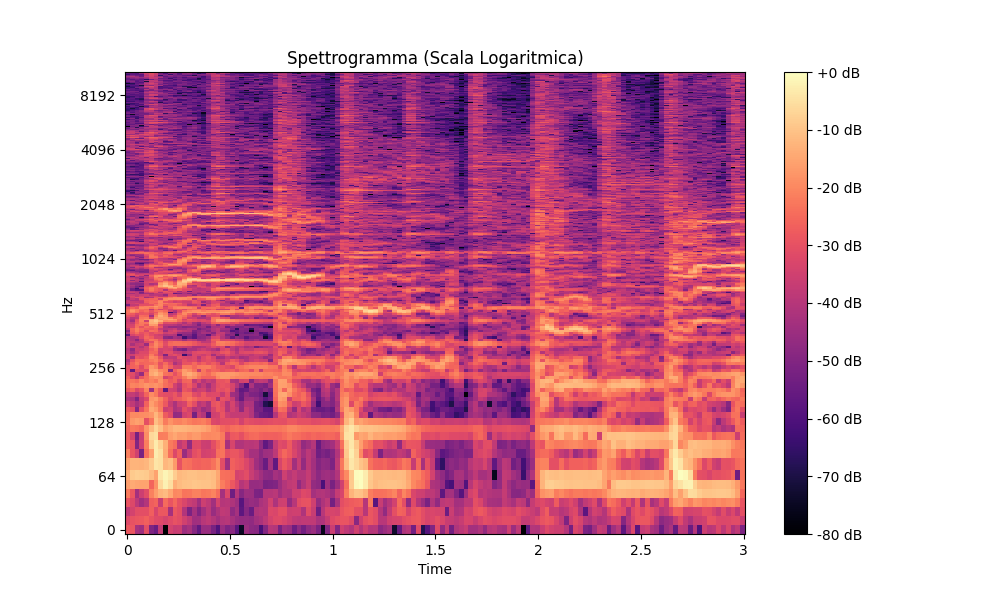 Spettrogramma (Scala Logaritmica)
8192
4096
2048
1024
512
256
128
64
0
Hz
0
0.5
1
1.5
2
2.5
3
Time
+0 dB
-10 dB
-20 dB
-30 dB
-40 dB
-50 dB
-60 dB
-70 dB
-80 dB